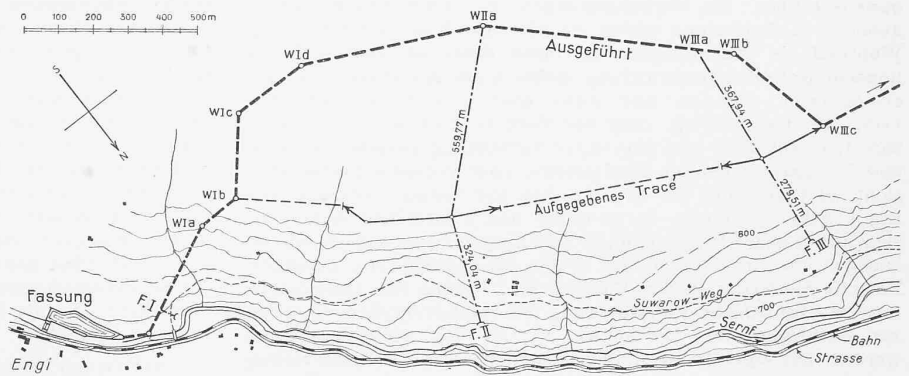 0 100 200 300 400 500m
S
N
WIIa
WId
Ausgeführt
WIIIa
WIIIb
WIc
WIIIc
559,77 m
367,94 m
WIb
Aufgegebenes Trace
WIa
279,51 m
800
F.III
324,04 m
Fassung
F.I
Suwarow-Weg
700
F.II
Sernf
Bahn
Strasse
Engi